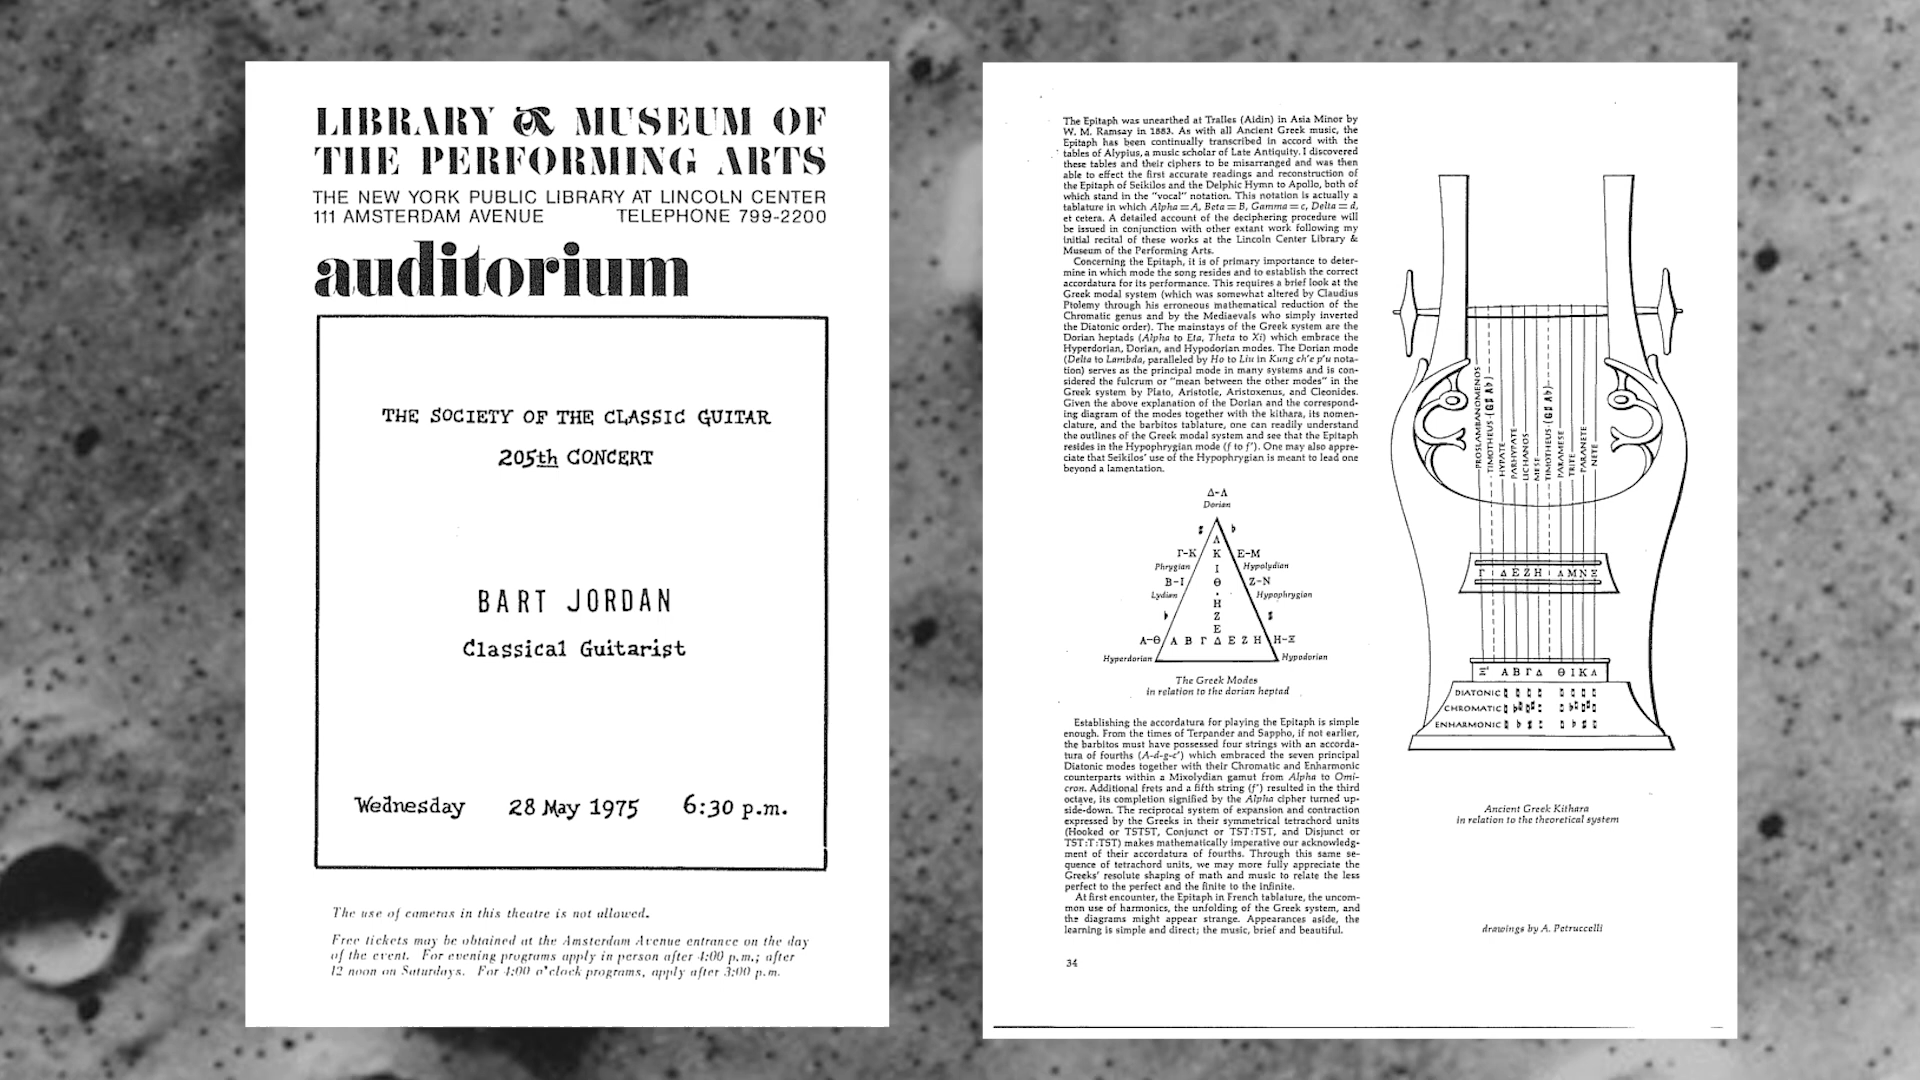 LIBRARY & MUSEUM OF
THE PERFORMING ARTS
THE NEW YORK PUBLIC LIBRARY AT LINCOLN CENTER
111 AMSTERDAM AVENUE TELEPHONE 799-2200
auditorium
THE SOCIETY OF THE CLASSIC GUITAR
205th CONCERT
BART JORDAN
Classical Guitarist
Wednesday 28 May 1975 6:30 p.m.
The use of cameras in this theatre is not allowed.
Free tickets may be obtained at the Amsterdam Avenue entrance on the day
of the event. For evening programs apply in person after 4:00 p.m.; after
12 noon on Saturdays. For 4:00 o'clock programs, apply after 3:00 p.m.
The Epitaph was unearthed at Tralles (Aidin) in Asia Minor by
W. M. Ramsay in 1883. As with all Ancient Greek music, the
Epitaph has been continually transcribed in accord with the
tables of Alypius, a music scholar of Late Antiquity. I discovered
these tables and their ciphers to be misarranged and was then
able to effect the first accurate readings and reconstruction of
the Epitaph of Seikilos and the Delphic Hymn to Apollo, both of
which stand in the "vocal" notation. This notation is actually a
tablature in which Alpha = A, Beta = B, Gamma = c, Delta = d,
et cetera. A detailed account of the deciphering procedure will
be issued in conjunction with other extant work following my
initial recital of these works at the Lincoln Center Library &
Museum of the Performing Arts.
Concerning the Epitaph, it is of primary importance to deter-
mine in which mode the song resides and to establish the correct
accordatura for its performance. This requires a brief look at the
Greek modal system (which was somewhat altered by Claudius
Ptolemy through his erroneous mathematical reduction of the
Chromatic genus and by the Mediaevals who simply inverted
the Diatonic order). The mainstays of the Greek system are the
Dorian heptads (Alpha to Eta, Theta to Xi) which embrace the
Hyperdorian, Dorian, and Hypodorian modes. The Dorian mode
(Delta to Lambda, paralleled by Ho to Liu in Kung ch'e p'u nota-
tion) serves as the principal mode in many systems and is con-
sidered the fulcrum or "mean between the other modes" in the
Greek system by Plato, Aristotle, Aristoxenus, and Cleonides.
Given the above explanation of the Dorian and the correspond-
ing diagram of the modes together with the kithara, its nomen-
clature, and the barbitos tablature, one can readily understand
the outlines of the Greek modal system and see that the Epitaph
resides in the Hypophrygian mode (f to f'). One may also appre-
ciate that Seikilos' use of the Hypophrygian is meant to lead one
beyond a lamentation.
Δ-Λ
Dorian
♯ ♭
Λ
Γ-K K E-M
Phrygian I Hypolydian
B-I Θ Z-N
Lydian Hypophrygian
♭ H ♯
Z
E
A-Θ A B Γ Δ E Z H H-Ξ
Hyperdorian Hypodorian
The Greek Modes
in relation to the dorian heptad
Establishing the accordatura for playing the Epitaph is simple
enough. From the times of Terpander and Sappho, if not earlier,
the barbitos must have possessed four strings with an accorda-
tura of fourths (A-d-g-c') which embraced the seven principal
Diatonic modes together with their Chromatic and Enharmonic
counterparts within a Mixolydian gamut from Alpha to Omi-
cron. Additional frets and a fifth string (f') resulted in the third
octave, its completion signified by the Alpha cipher turned up-
side-down. The reciprocal system of expansion and contraction
expressed by the Greeks in their symmetrical tetrachord units
(Hooked or TSTST, Conjunct or TST:TST, and Disjunct or
TST:T:TST) makes mathematically imperative our acknowledg-
ment of their accordatura of fourths. Through this same se-
quence of tetrachord units, we may more fully appreciate the
Greeks' resolute shaping of math and music to relate the less
perfect to the perfect and the finite to the infinite.
At first encounter, the Epitaph in French tablature, the uncom-
mon use of harmonics, the unfolding of the Greek system, and
the diagrams might appear strange. Appearances aside, the
learning is simple and direct; the music, brief and beautiful.
34
PROSLAMBANOMENOS
TIMOTHEUS (G♯ A♭)
HYPATE
PARHYPATE
LICHANOS
MESE
TIMOTHEUS (G♯ A♭)
PARAMESE
TRITE
PARANETE
NETE
Γ Δ E Z H Λ M N Ξ
Ξ' A B Γ Δ Θ I K Λ
DIATONIC
CHROMATIC
ENHARMONIC
Ancient Greek Kithara
in relation to the theoretical system
drawings by A. Petruccelli